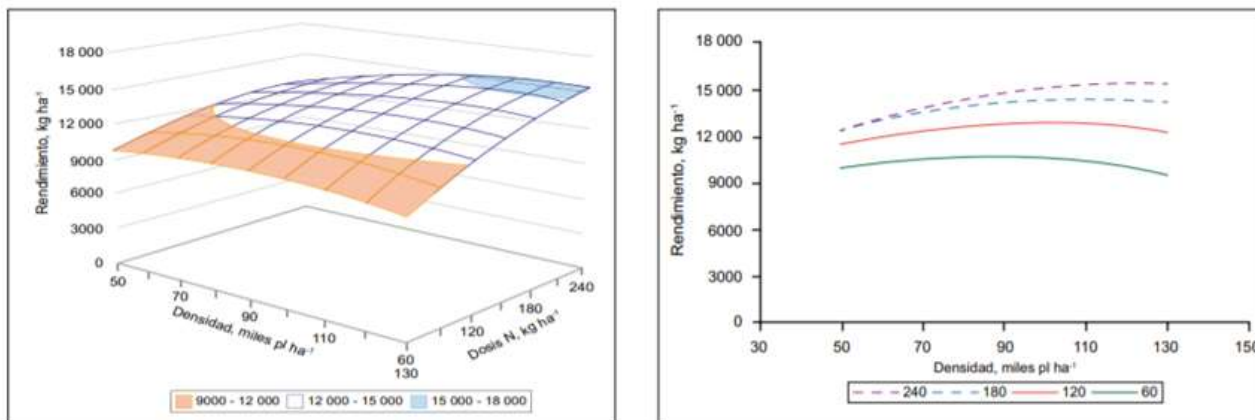 18 000
15 000
12 000
9000
6000
3000
0
Rendimiento, kg ha⁻¹
50
70
90
110
130
Densidad, miles pl ha⁻¹
60
120
180
240
Dosis N, kg ha⁻¹
9000 - 12 000 12 000 - 15 000 15 000 - 18 000
18 000
15 000
12 000
9000
6000
3000
0
Rendimiento, kg ha⁻¹
30 50 70 90 110 130 150
Densidad, miles pl ha⁻¹
240 180 120 60